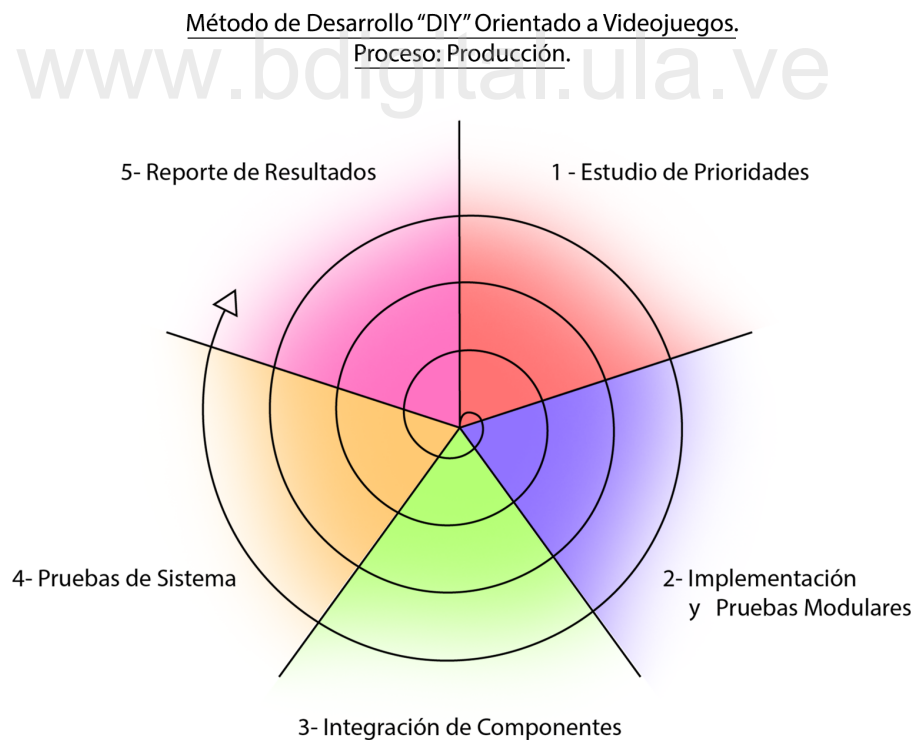 Método de Desarrollo “DIY” Orientado a Videojuegos.
Proceso: Producción.
www.bdigital.ula.ve
5- Reporte de Resultados
1 - Estudio de Prioridades
4- Pruebas de Sistema
2- Implementación
y Pruebas Modulares
3- Integración de Componentes